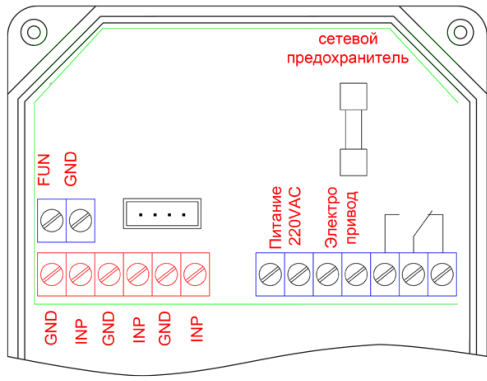 сетевой
предохранитель
FUN
GND
Питание
220VAC
Электро
привод
GND
INP
GND
INP
GND
INP